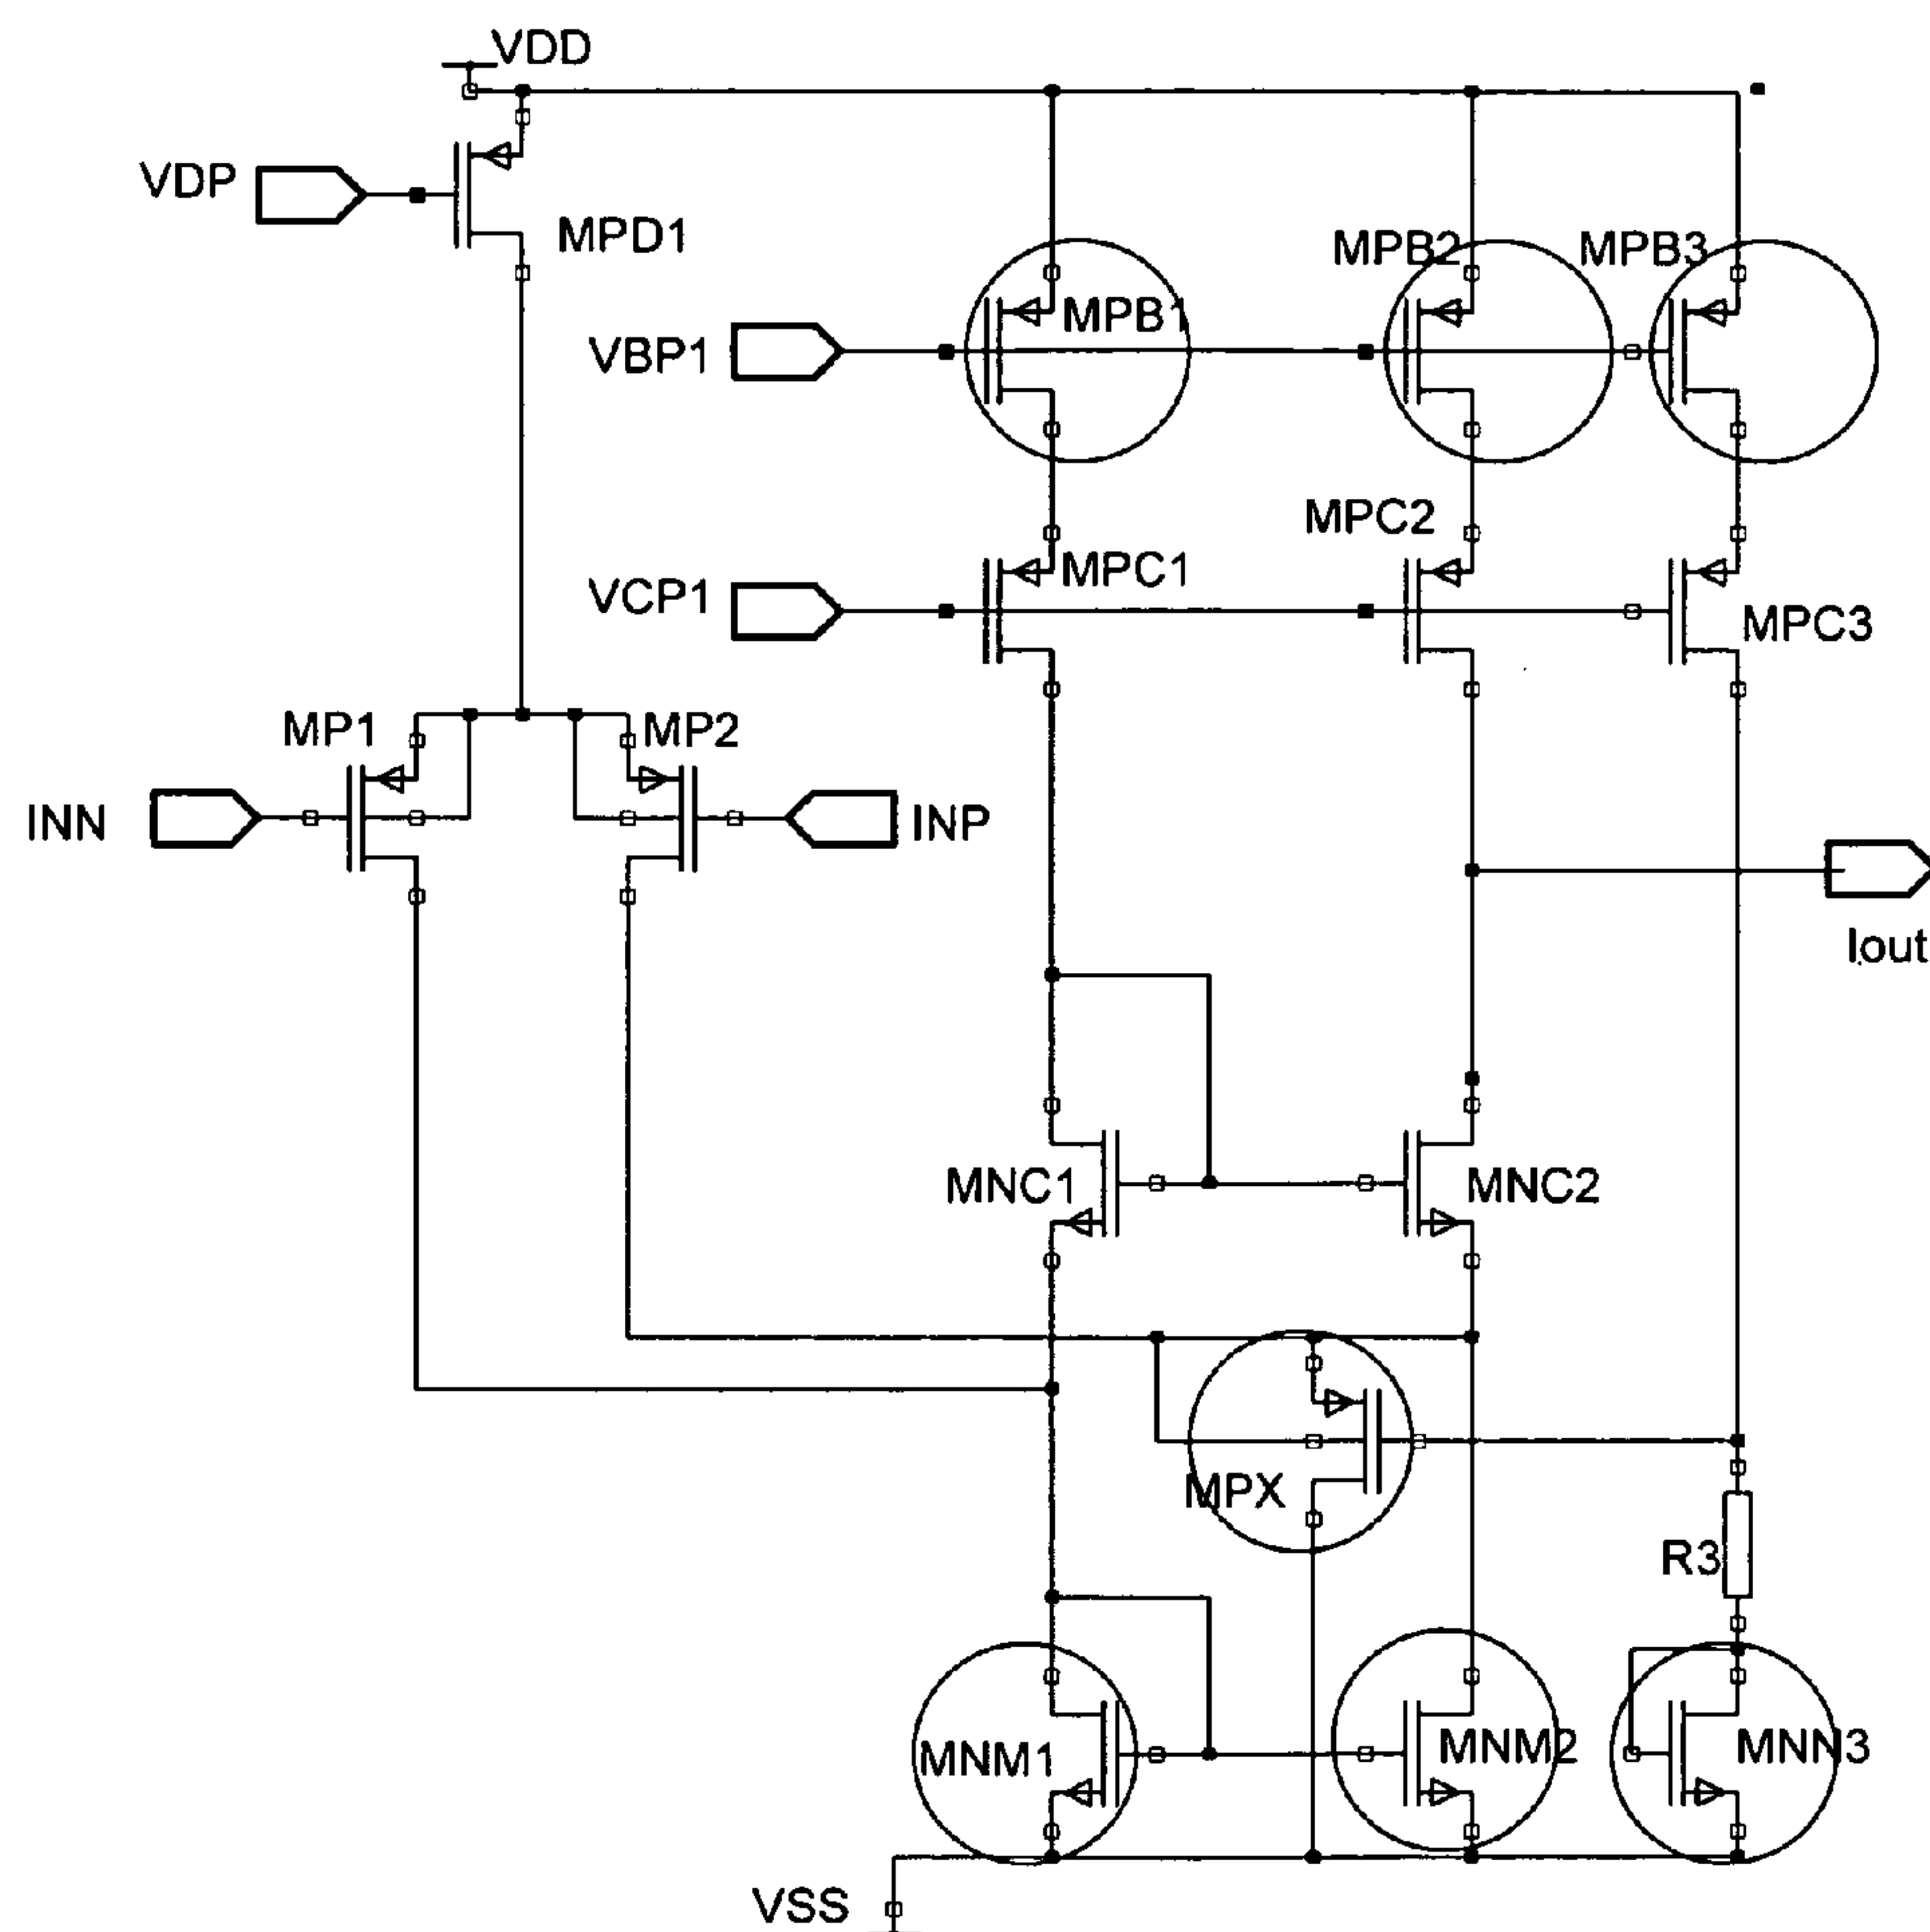 VDD
VDP
MPD1
MPB2
MPB3
MPB1
VBP1
MPC2
MPC1
VCP1
MPC3
MP1
MP2
INN
INP
Iout
MNC1
MNC2
MPX
R3
MNM1
MNM2
MNN3
VSS